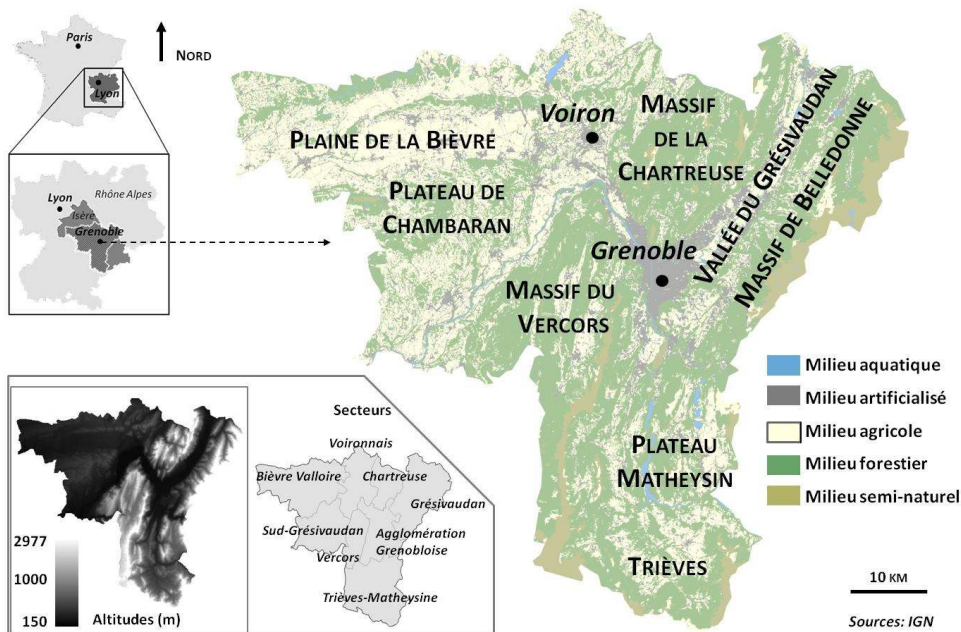 Paris
NORD
Lyon
Rhône Alpes
Lyon
Isère
Grenoble
PLAINE DE LA BIÈVRE
Voiron
MASSIF
DE LA
CHARTREUSE
PLATEAU DE
CHAMBARAN
VALLÉE DU GRÉSIVAUDAN
MASSIF DE BELLEDONNE
Grenoble
MASSIF DU
VERCORS
PLATEAU
MATHEYSIN
TRIÈVES
Milieu aquatique
Milieu artificialisé
Milieu agricole
Milieu forestier
Milieu semi-naturel
10 KM
Sources: IGN
2977
1000
150
Altitudes (m)
Secteurs
Voironnais
Bièvre Valloire
Chartreuse
Grésivaudan
Sud-Grésivaudan
Agglomération
Grenobloise
Vercors
Trièves-Matheysine